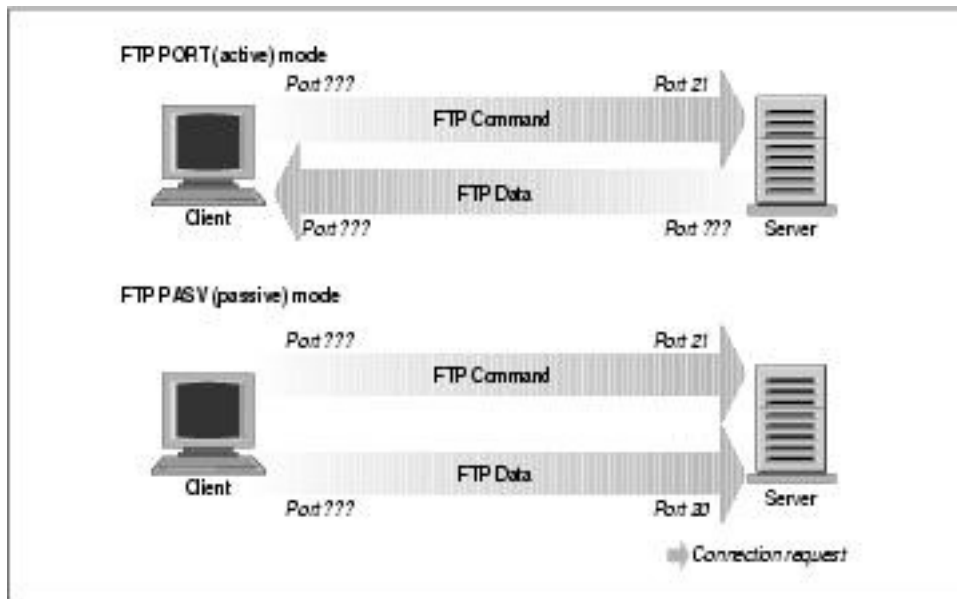 FTP PORT (active) mode
Port ???
Port 21
FTP Command
FTP Data
Client
Port ???
Port ???
Server
FTP PASV (passive) mode
Port ???
Port 21
FTP Command
FTP Data
Client
Port ???
Port
Server
Connection request